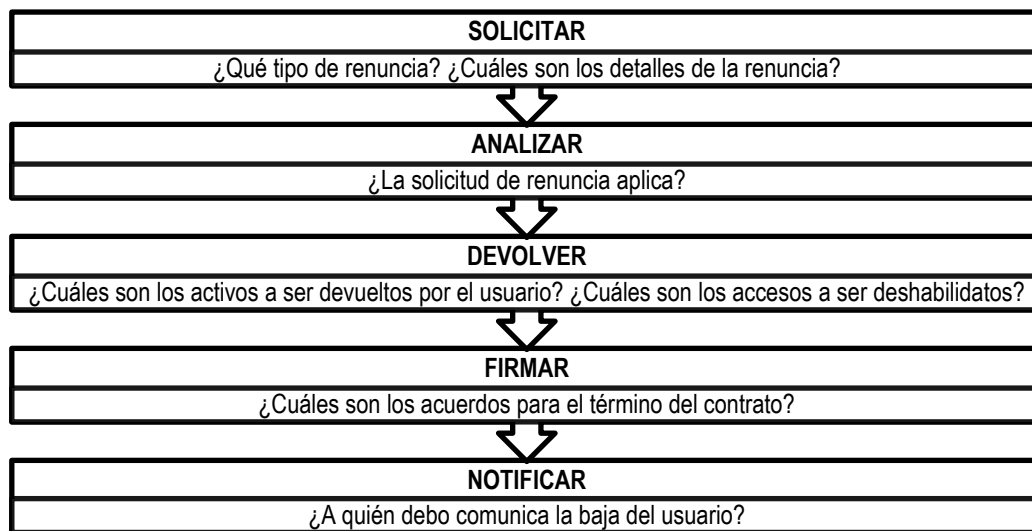 SOLICITAR
¿Qué tipo de renuncia? ¿Cuáles son los detalles de la renuncia?
ANALIZAR
¿La solicitud de renuncia aplica?
DEVOLVER
¿Cuáles son los activos a ser devueltos por el usuario? ¿Cuáles son los accesos a ser deshabilidatos?
FIRMAR
¿Cuáles son los acuerdos para el término del contrato?
NOTIFICAR
¿A quién debo comunica la baja del usuario?